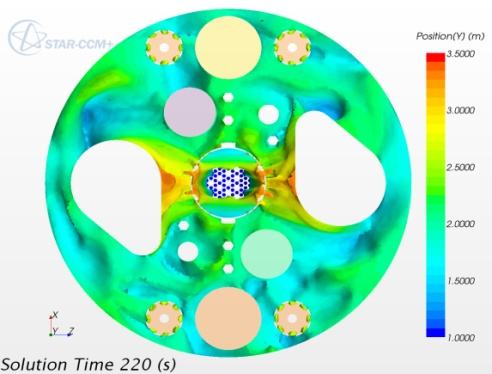 STAR-CCM+
Position(Y) (m)
3.5000
3.0000
2.5000
2.0000
1.5000
1.0000
X
Y
Z
Solution Time 220 (s)